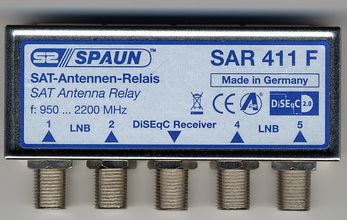 SPAUN™ SAR 411 F
SAT-Antennen-Relais Made in Germany
SAT Antenna Relay
f: 950 ... 2200 MHz CE A DiSEqC 2.0
1 LNB 2 DiSEqC Receiver 4 LNB 5